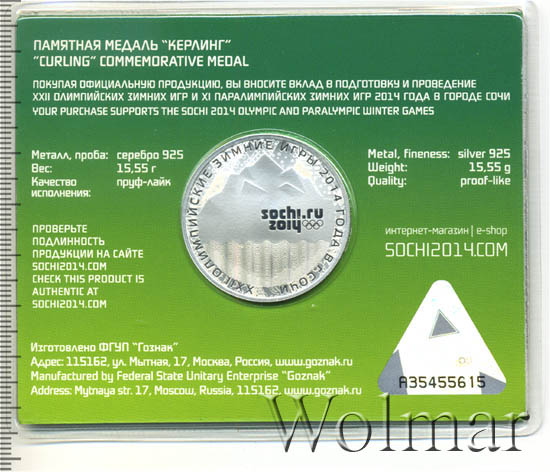 ПАМЯТНАЯ МЕДАЛЬ "КЕРЛИНГ"
"CURLING" COMMEMORATIVE MEDAL
ПОКУПАЯ ОФИЦИАЛЬНУЮ ПРОДУКЦИЮ, ВЫ ВНОСИТЕ ВКЛАД В ПОДГОТОВКУ И ПРОВЕДЕНИЕ
XXII ОЛИМПИЙСКИХ ЗИМНИХ ИГР И XI ПАРАЛИМПИЙСКИХ ЗИМНИХ ИГР 2014 ГОДА В ГОРОДЕ СОЧИ
YOUR PURCHASE SUPPORTS THE SOCHI 2014 OLYMPIC AND PARALYMPIC WINTER GAMES
Металл, проба: серебро 925
Вес: 15,55 г
Качество пруф-лайк
исполнения:
Metal, fineness: silver 925
Weight: 15,55 g
Quality: proof-like
XXII ОЛИМПИЙСКИЕ ЗИМНИЕ ИГРЫ 2014 ГОДА В Г. СОЧИ
sochi.ru
2014
ПРОВЕРЬТЕ
ПОДЛИННОСТЬ
ПРОДУКЦИИ НА САЙТЕ
SOCHI2014.COM
CHECK THIS PRODUCT IS
AUTHENTIC AT
SOCHI2014.COM
интернет-магазин | e-shop
SOCHI2014.COM
Изготовлено ФГУП "Гознак"
Адрес: 115162, ул. Мытная, 17, Москва, Россия, www.goznak.ru
Manufactured by Federal State Unitary Enterprise "Goznak"
Address: Mytnaya str. 17, Moscow, Russia, 115162, www.goznak.ru
A35455615
Wolmar